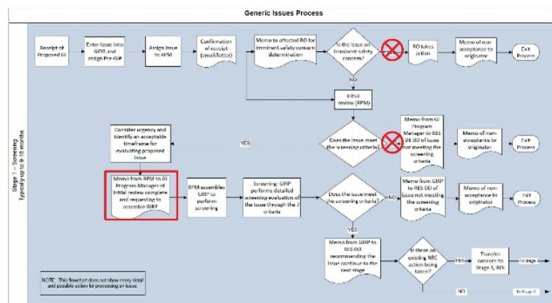 Generic Issues Process
Stage 1 – Screening
Typically up to 9-18 months
Receipt of
Proposed GI
Enter issue into
GIDM and
assign Pre-GI#
Assign issue
to RPM
Confirmation
of receipt
(email/letter)
Memo to affected RO for
imminent safety concern
determination
Is the issue an
imminent safety
concern?
RO takes
action
Memo of non-
acceptance to
originator
Exit
Process
NO
Initial
review (RPM)
Consider urgency and
identify an acceptable
timeframe for
evaluating proposed
issue
YES
Does the issue meet
the screening criteria?
Memo from GI
Program Manager to RES
DE DD of issue
not meeting the
screening
criteria
Memo of non-
acceptance to
originator
Exit
Process
Memo from RPM to GI
Program Manager of
initial review complete
and requesting to
assemble GIRP
RPM assembles
GIRP to
perform
screening
Screening: GIRP performs
detailed screening evaluation
of the issue through the 7
criteria
Does the issue meet
the screening criteria?
NO
Memo from GIRP
to RES OD of
issue not meeting the
screening criteria
Memo of non-
acceptance to
originator
Exit
Process
YES
Memo from GIRP to
RES OD
recommending the
issue continue to the
next stage
Is there an
existing NRC
action being
taken?
YES
Transfer
concern to
Stage 3, ROI
NO
NOTE: This flowchart does not show every detail
and possible action for processing an issue.